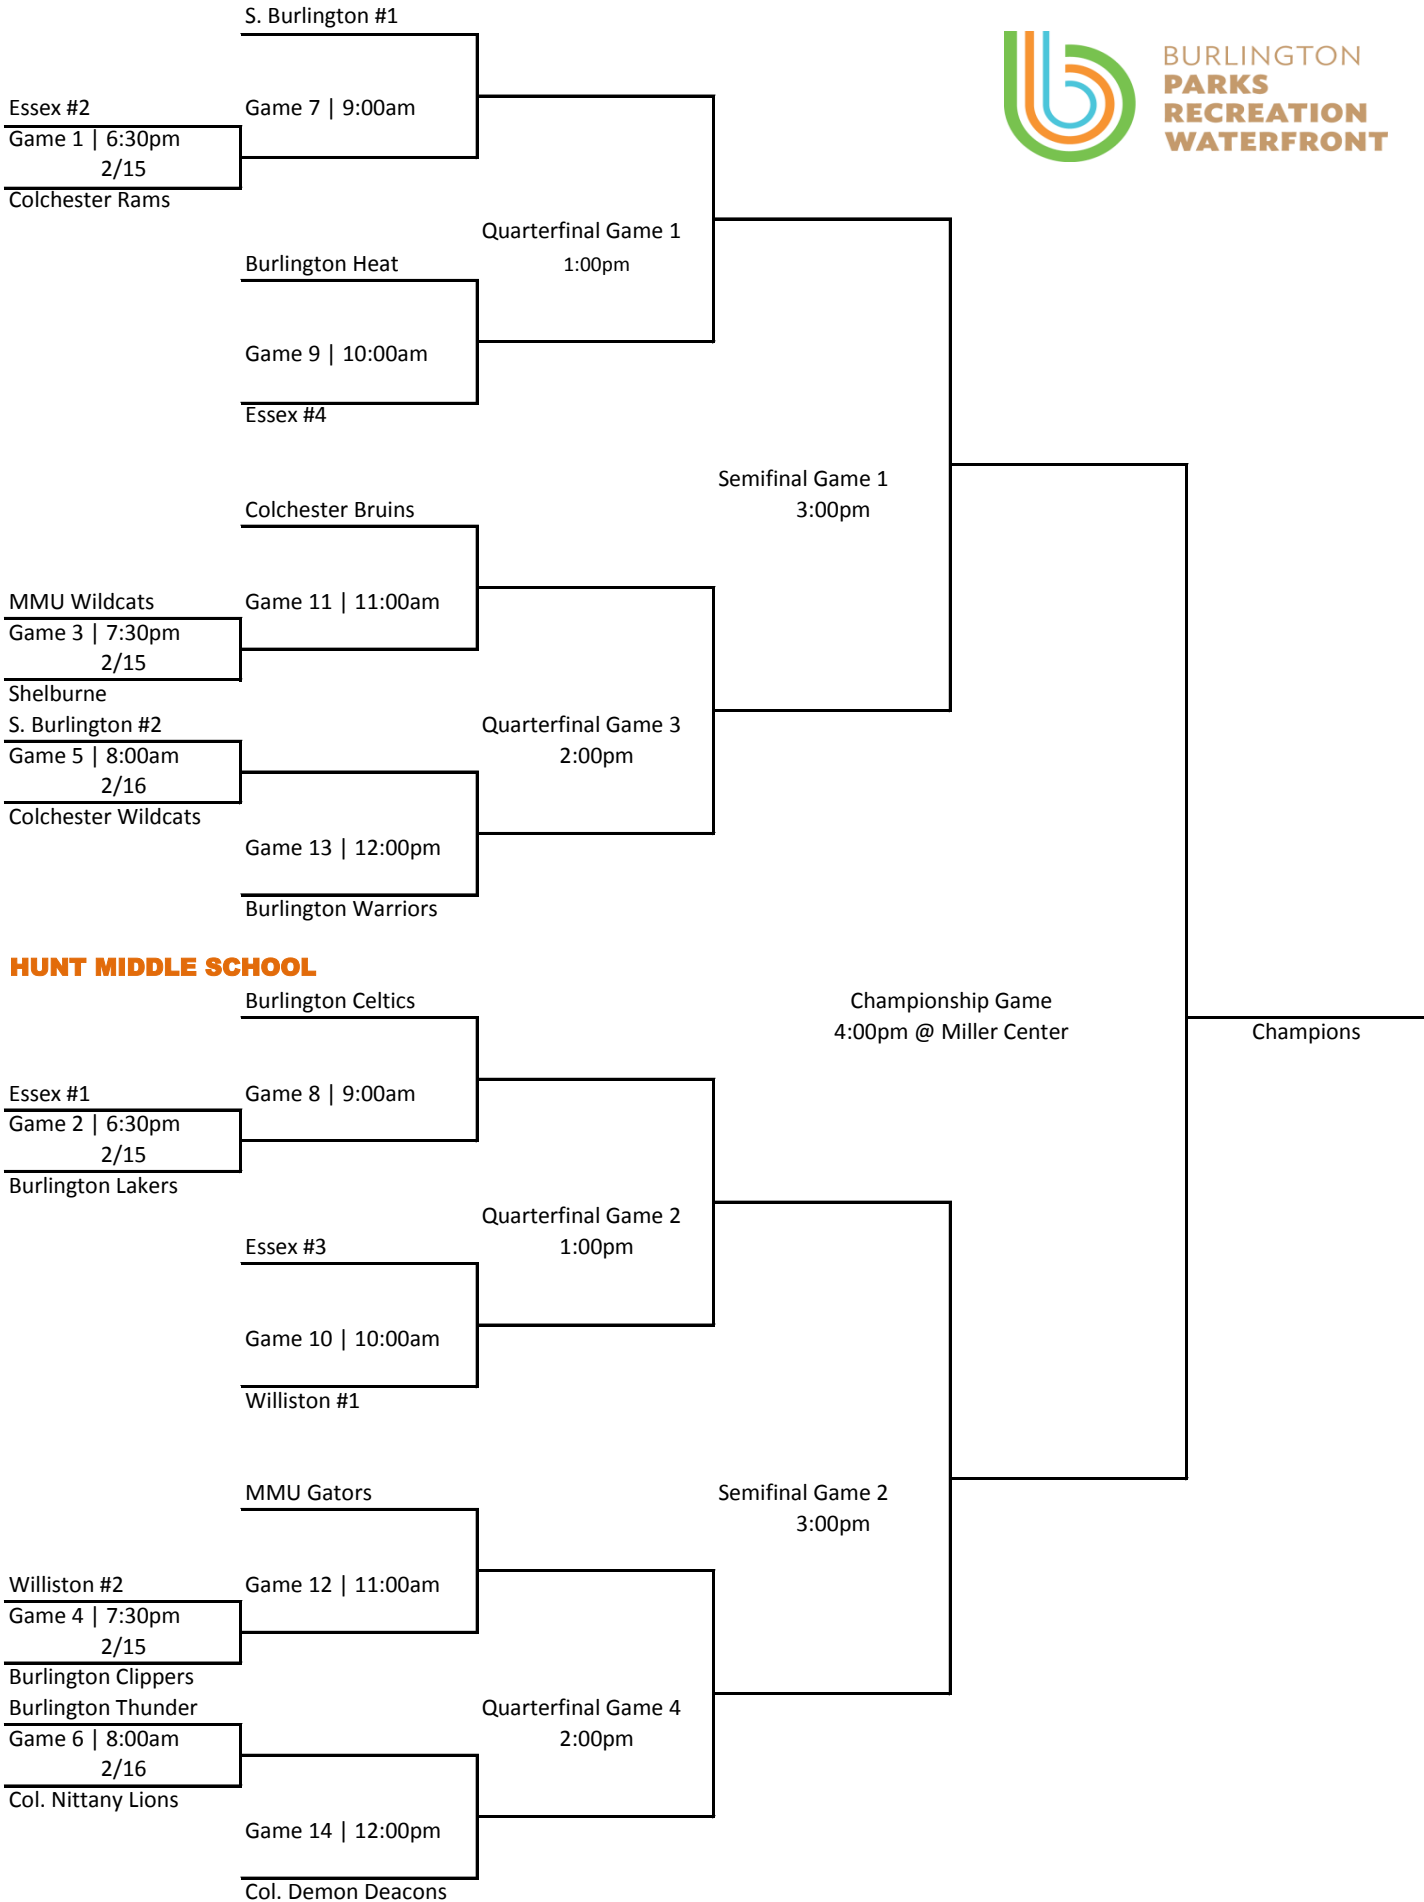 S. Burlington #1
BURLINGTON
PARKS
RECREATION
WATERFRONT
Essex #2
Game 7 | 9:00am
Game 1 | 6:30pm
2/15
Colchester Rams
Quarterfinal Game 1
Burlington Heat
1:00pm
Game 9 | 10:00am
Essex #4
Semifinal Game 1
Colchester Bruins
3:00pm
MMU Wildcats
Game 11 | 11:00am
Game 3 | 7:30pm
2/15
Shelburne
S. Burlington #2
Quarterfinal Game 3
Game 5 | 8:00am
2:00pm
2/16
Colchester Wildcats
Game 13 | 12:00pm
Burlington Warriors
HUNT MIDDLE SCHOOL
Burlington Celtics
Championship Game
4:00pm @ Miller Center
Champions
Essex #1
Game 8 | 9:00am
Game 2 | 6:30pm
2/15
Burlington Lakers
Quarterfinal Game 2
Essex #3
1:00pm
Game 10 | 10:00am
Williston #1
MMU Gators
Semifinal Game 2
3:00pm
Williston #2
Game 12 | 11:00am
Game 4 | 7:30pm
2/15
Burlington Clippers
Burlington Thunder
Quarterfinal Game 4
Game 6 | 8:00am
2:00pm
2/16
Col. Nittany Lions
Game 14 | 12:00pm
Col. Demon Deacons